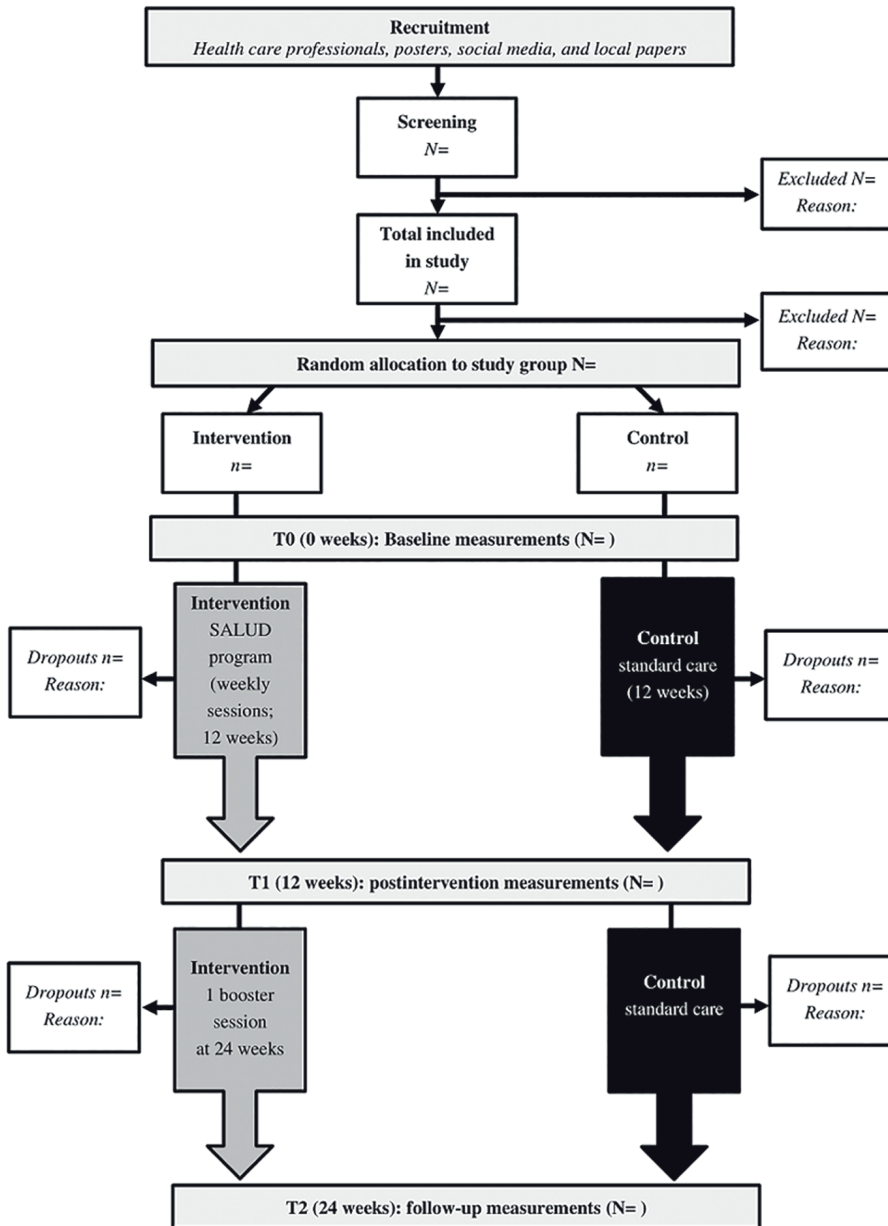 Recruitment
Health care professionals, posters, social media, and local papers
Screening
N=
Excluded N=
Reason:
Total included
in study
N=
Excluded N=
Reason:
Random allocation to study group N=
Intervention
n=
Control
n=
T0 (0 weeks): Baseline measurements (N= )
Intervention
SALUD
program
(weekly
sessions;
12 weeks)
Control
standard care
(12 weeks)
Dropouts n=
Reason:
Dropouts n=
Reason:
T1 (12 weeks): postintervention measurements (N= )
Intervention
1 booster
session
at 24 weeks
Control
standard care
Dropouts n=
Reason:
Dropouts n=
Reason:
T2 (24 weeks): follow-up measurements (N= )